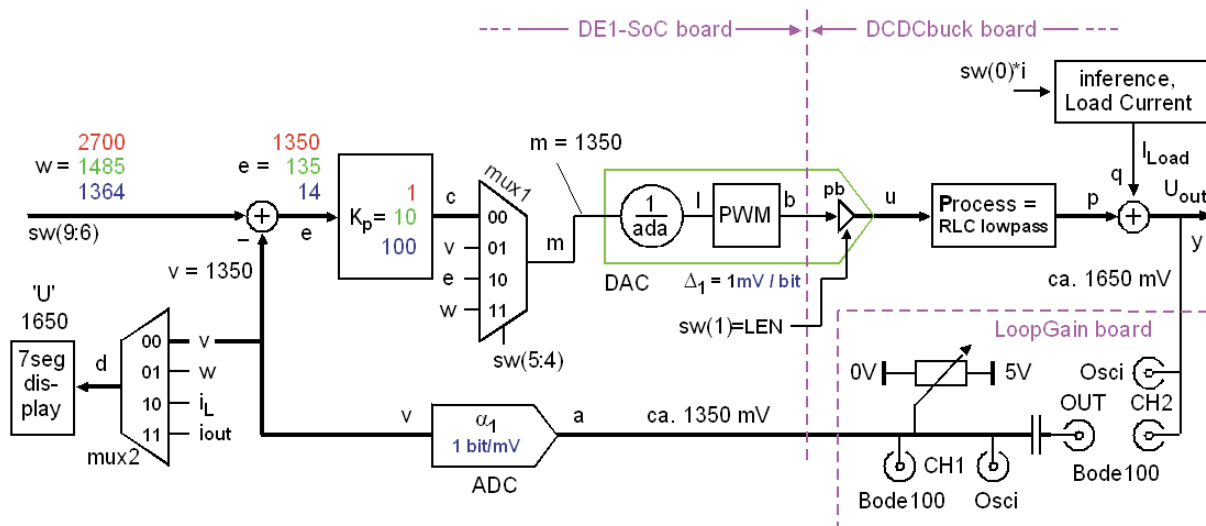 DE1-SoC board
DCDCbuck board
sw(0)*i
inference,
Load Current
2700
w = 1485
1364
1350
e = 135
14
m = 1350
I Load
q
U out
sw(9:6)
+
−
e
1
Kp = 10
100
c
mux1
00
v 01
e 10
w 11
m
sw(5:4)
1
ada
l
PWM
b
pb
u
DAC
Δ1 = 1mV / bit
sw(1)=LEN
Process =
RLC lowpass
p
+
y
ca. 1650 mV
v = 1350
'U'
1650
7seg
dis-
play
d
00 v
01 w
10 iL
11 iout
mux2
v
α1
1 bit/mV
ADC
a
ca. 1350 mV
LoopGain board
0V
5V
Osci
CH2
OUT
Bode100
CH1
Bode100
Osci